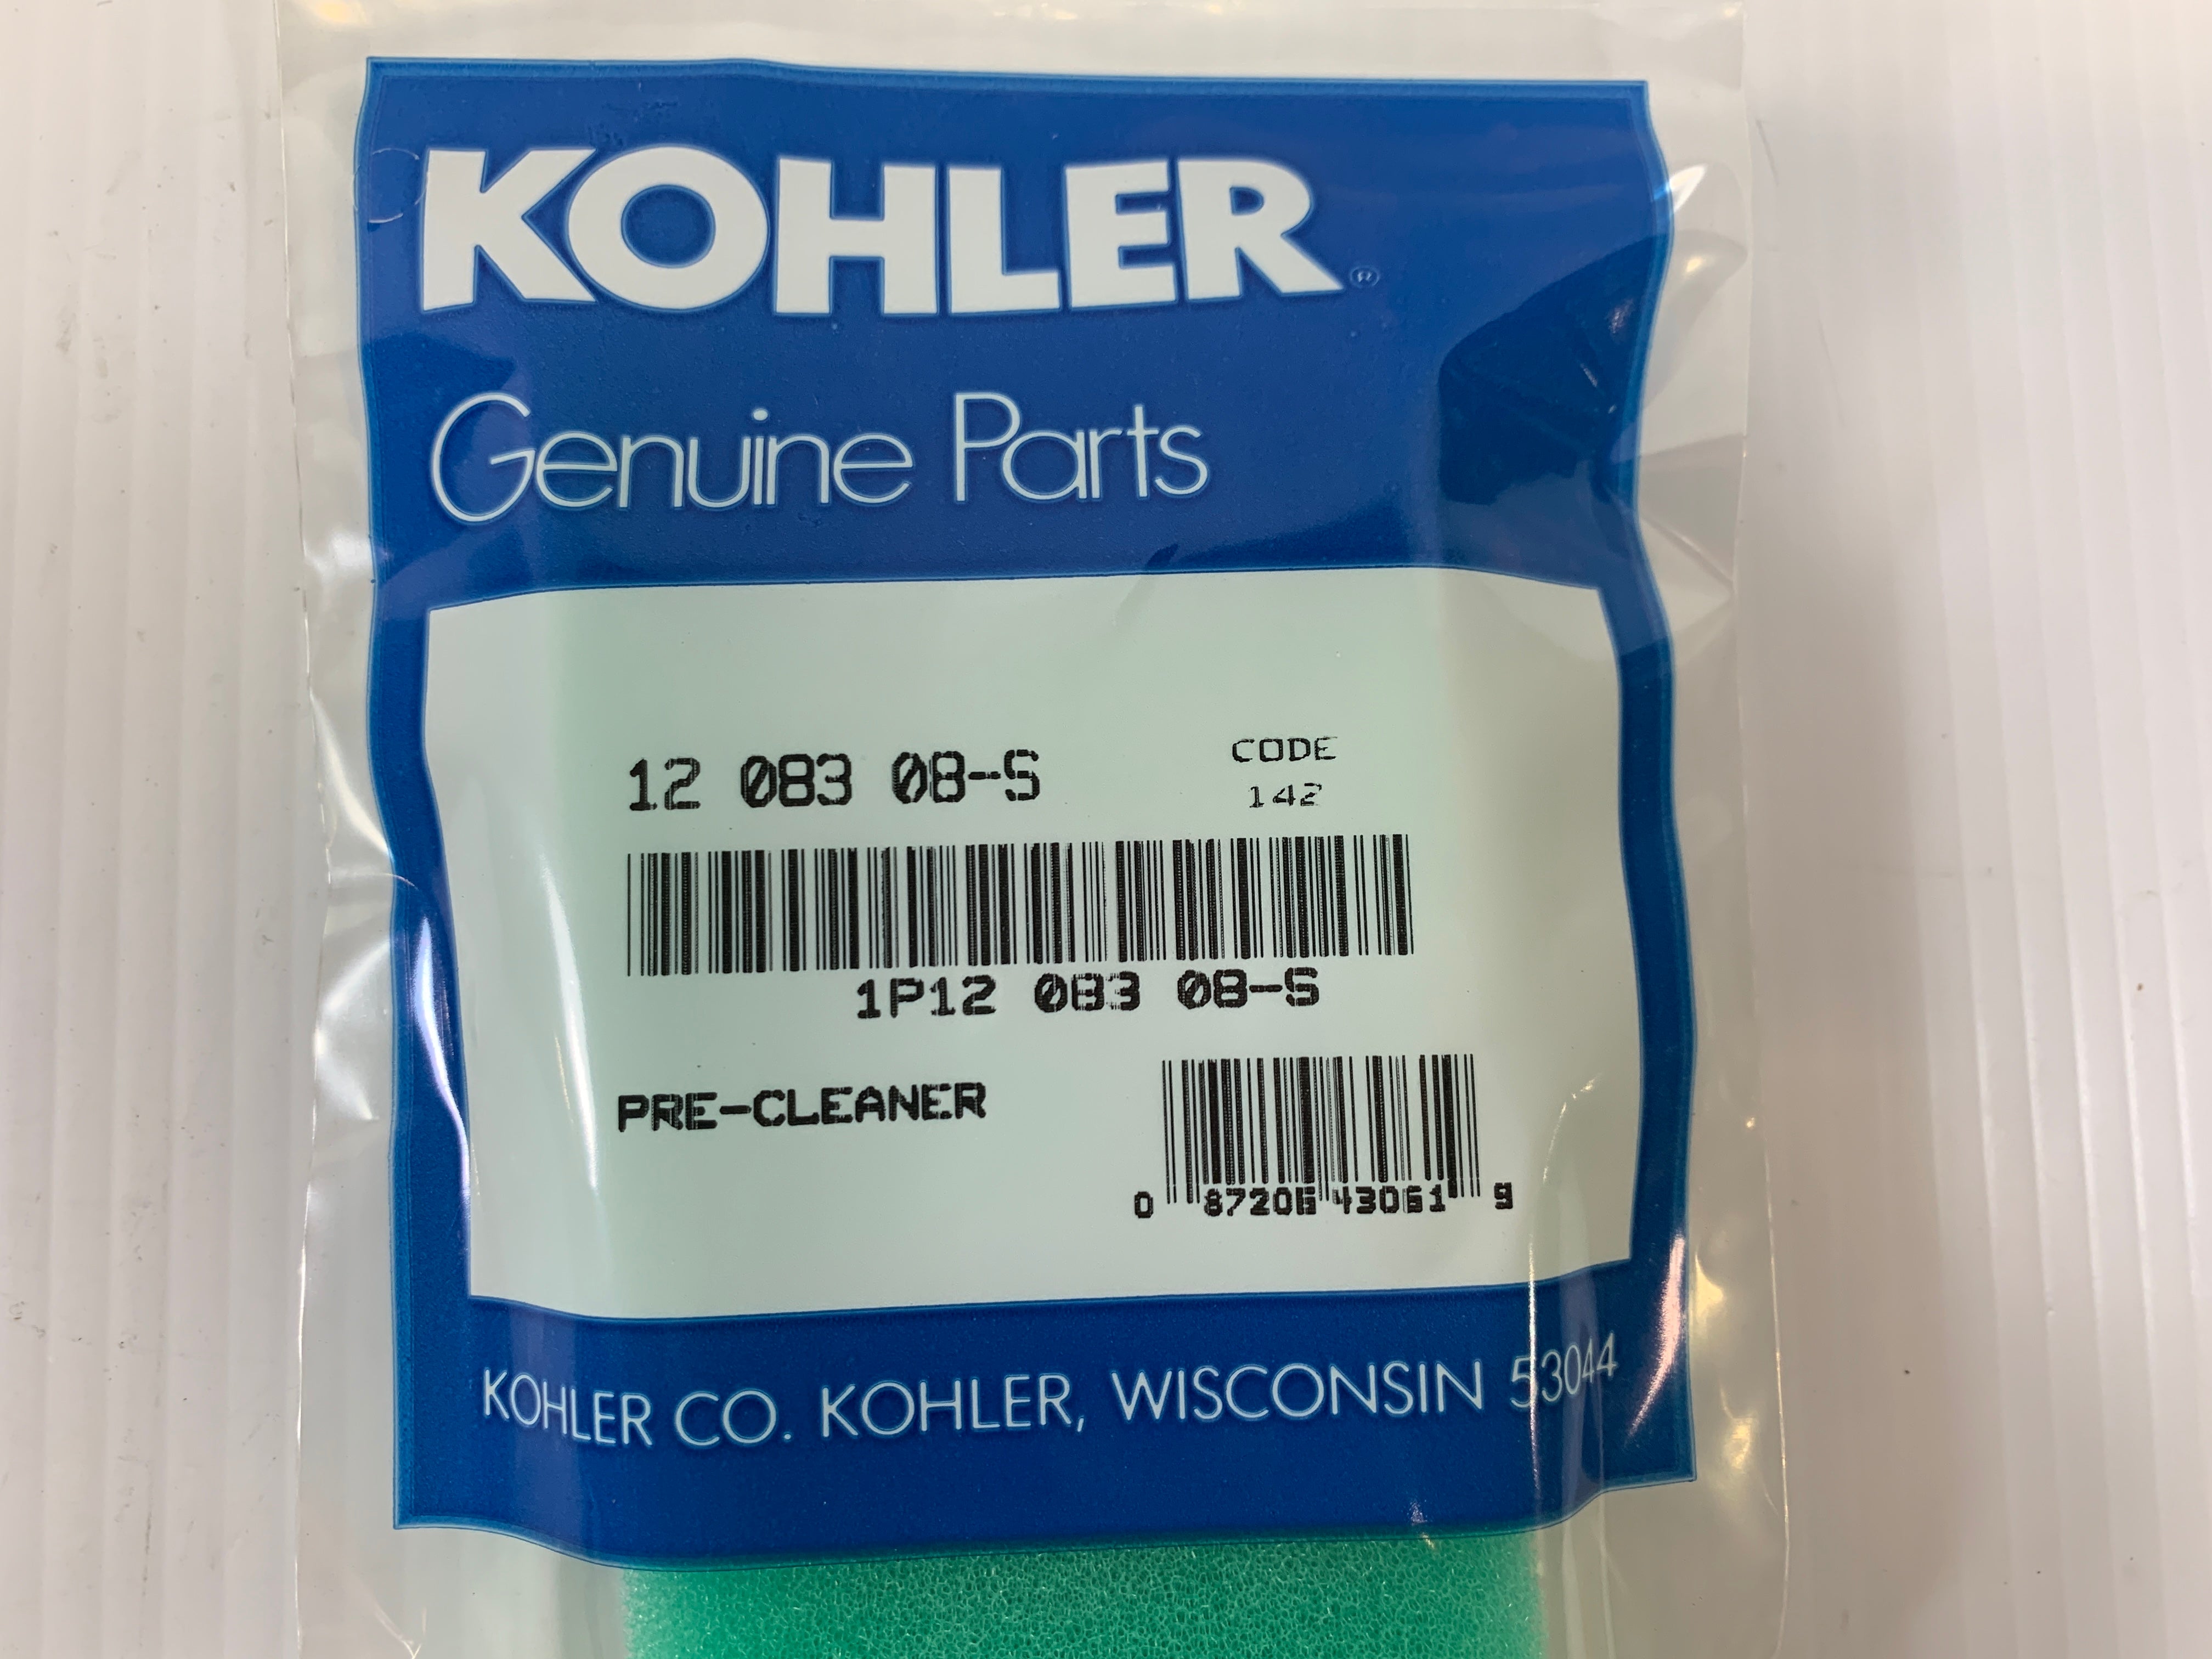 KOHLER®
Genuine Parts
12 083 08-S
CODE
142
1P12 083 08-S
PRE-CLEANER
0 87206 43061 9
KOHLER CO. KOHLER, WISCONSIN 53044